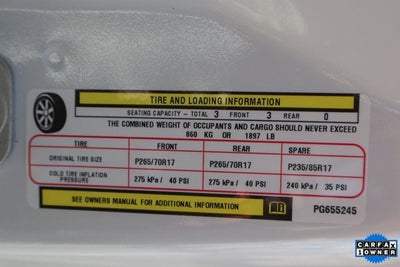 TIRE AND LOADING INFORMATION
SEATING CAPACITY - TOTAL 3 FRONT 3 REAR 0
THE COMBINED WEIGHT OF OCCUPANTS AND CARGO SHOULD NEVER EXCEED
860 KG OR 1897 LB
TIRE FRONT REAR SPARE
ORIGINAL TIRE SIZE P265/70R17 P265/70R17 P235/85R17
COLD TIRE INFLATION PRESSURE 275 kPa / 40 PSI 275 kPa / 40 PSI 240 kPa / 35 PSI
SEE OWNERS MANUAL FOR ADDITIONAL INFORMATION i PG655245
CARFAX
1 OWNER